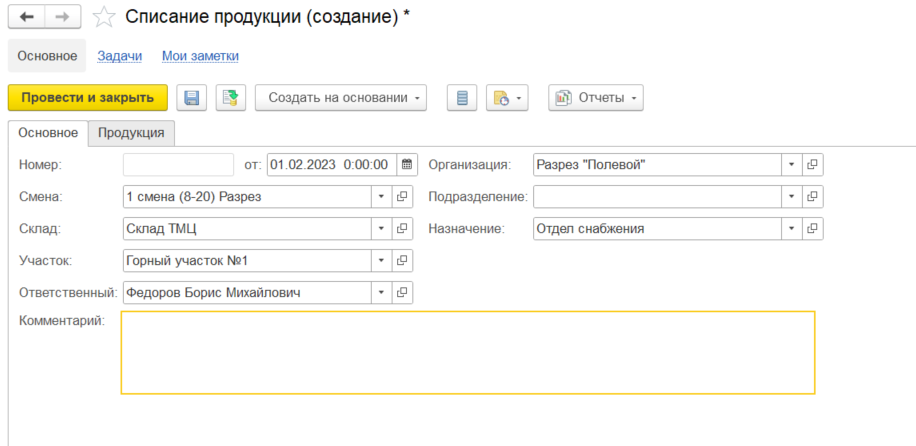 Списание продукции (создание) *
Основное Задачи Мои заметки
Провести и закрыть Создать на основании Отчеты
Основное Продукция
Номер: от: 01.02.2023 0:00:00 Организация: Разрез "Полевой"
Смена: 1 смена (8-20) Разрез Подразделение:
Склад: Склад ТМЦ Назначение: Отдел снабжения
Участок: Горный участок №1
Ответственный: Федоров Борис Михайлович
Комментарий: